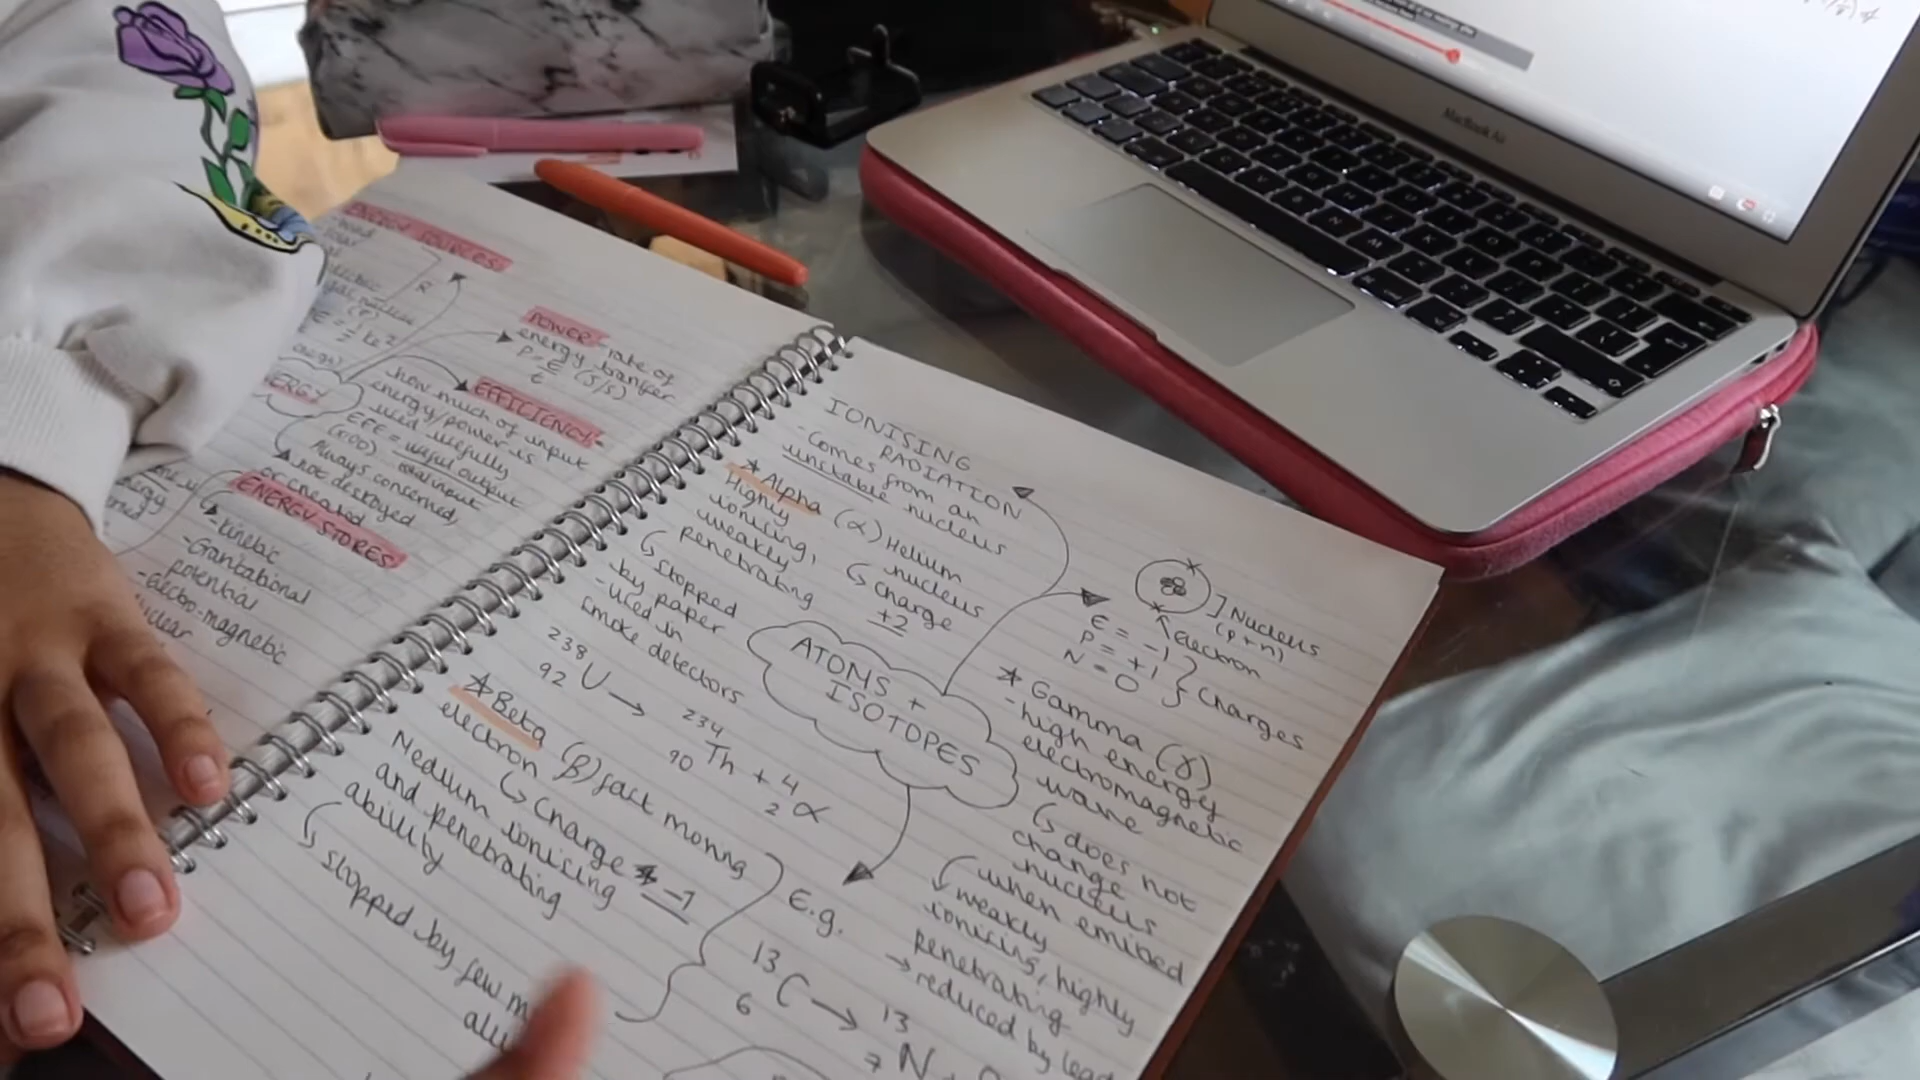 ENERGY SOURCES:
POWER - rate of
energy transfer
P = E (J/s)
t
EFFICIENCY -
how much of input
energy/power is
used usefully
EFF = useful output
(x100) total input
Always conserved,
not destroyed
or created
ENERGY STORES
- Kinetic
- Gravitational
potential
- Electro-magnetic
IONISING
RADIATION
- Comes from an
unstable nucleus
* Alpha (α) Helium
nucleus
↳ charge
+2
Highly
ionising,
weakly
penetrating
↳ stopped
by paper
- used in
smoke detectors
238
92 U → 234
90 Th + 4
2 α
* Beta (β) fast moving
electron
↳ charge -1
Medium ionising
and penetrating
ability
↳ stopped by few
ATOMS +
ISOTOPES
] Nucleus
(p + n)
Electron
E = -1
P = +1
N = 0
} Charges
* Gamma (γ)
- high energy
electromagnetic
wave
↳ does not
change
nucleus
when emitted
↳ weakly
ionising, highly
penetrating
→ reduced by lead
E.g.
13
6 C → 13
7 N +
MacBook Air